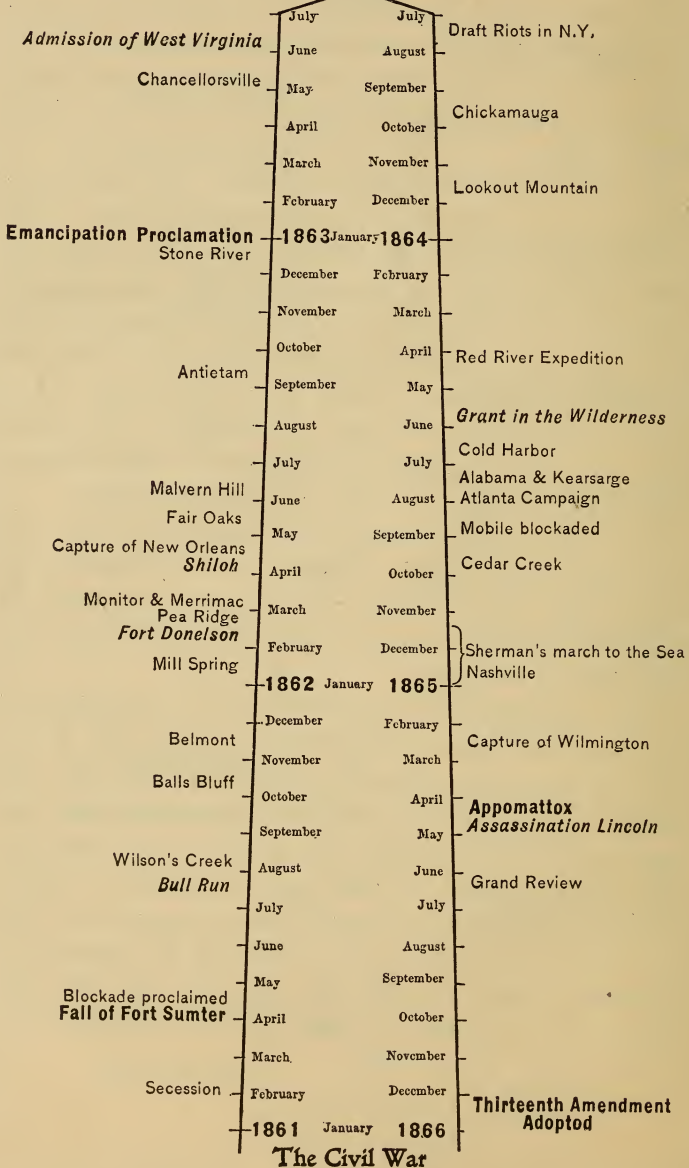 July July
Draft Riots in N.Y.
Admission of West Virginia
June August
Chancellorsville
May September
Chickamauga
April October
March November
Lookout Mountain
February December
Emancipation Proclamation 1863 January 1864
Stone River
December February
November March
October April
Red River Expedition
Antietam
September May
Grant in the Wilderness
August June
Cold Harbor
July July
Alabama & Kearsarge
Malvern Hill
June August Atlanta Campaign
Fair Oaks
May September Mobile blockaded
Capture of New Orleans
Shiloh
Cedar Creek
April October
Monitor & Merrimac
March November
Pea Ridge
Fort Donelson
February December
Sherman's march to the Sea
Mill Spring
Nashville
1862 January 1865
December February
Belmont
Capture of Wilmington
November March
Balls Bluff
October April
Appomattox
Assassination Lincoln
September May
Wilson's Creek
August June
Bull Run
Grand Review
July July
June August
May September
Blockade proclaimed
Fall of Fort Sumter
April October
March. November
Secession
February December
Thirteenth Amendment
Adoptod
1861 January 1866
The Civil War